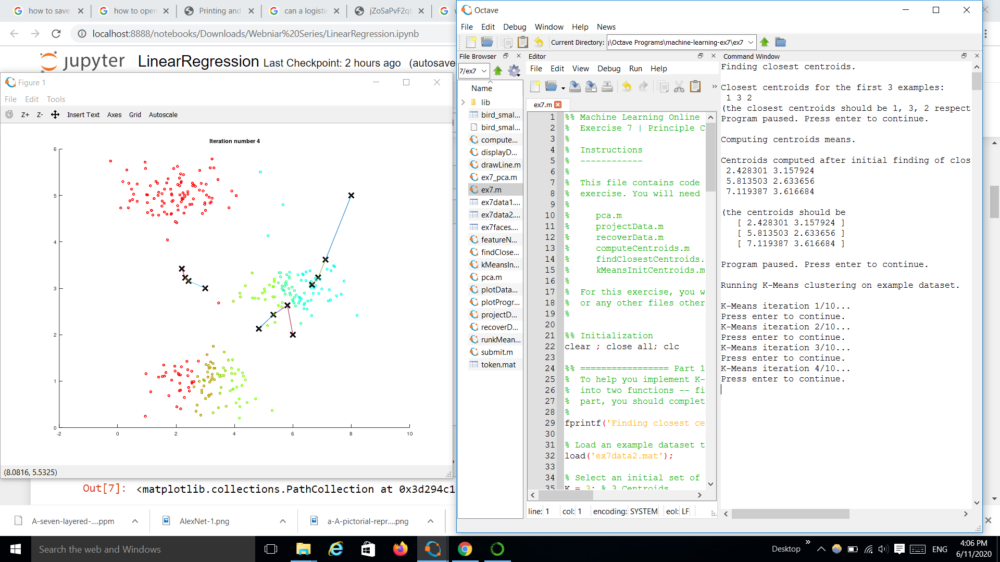 how to save
how to open
Printing and
can a logistic
jZoSaPvF2q
localhost:8888/notebooks/Downloads/Webniar%20Series/LinearRegression.ipynb
jupyter LinearRegression Last Checkpoint: 2 hours ago (autosave
Figure 1
File Edit Tools
Z+ Z- Insert Text Axes Grid Autoscale
Iteration number 4
6
5
4
3
2
1
0
-2 0 2 4 6 8 10
(8.0816, 5.5325)
Out[7]: <matplotlib.collections.PathCollection at 0x3d294c1
A-seven-layered-....ppm
AlexNet-1.png
a-A-pictorial-repr....png
Octave
File Edit Debug Window Help News
Current Directory: \Octave Programs\machine-learning-ex7\ex7
File Browser
7/ex7
Name
lib
bird_smal...
bird_smal...
compute...
displayD...
drawLine.m
ex7_pca.m
ex7.m
ex7data1....
ex7data2....
ex7faces....
featureN...
findClose...
kMeansIn...
pca.m
plotData...
plotProgr...
projectD...
recoverD...
runkMean...
submit.m
token.mat
Editor
File Edit View Debug Run Help
ex7.m
1 %% Machine Learning Online
2 % Exercise 7 | Principle C
3 %
4 % Instructions
5 % ------------
6 %
7 % This file contains code
8 % exercise. You will need
9 %
10 % pca.m
11 % projectData.m
12 % recoverData.m
13 % computeCentroids.m
14 % findClosestCentroids.
15 % kMeansInitCentroids.m
16 %
17 % For this exercise, you w
18 % or any other files other
19 %
20
21 %% Initialization
22 clear ; close all; clc
23
24 %% ================= Part 1
25 % To help you implement K-
26 % into two functions -- fi
27 % part, you should complet
28 %
29 fprintf('Finding closest ce
30
31 % Load an example dataset t
32 load('ex7data2.mat');
33
34 % Select an initial set of
35 K = 3; % 3 Centroids
line: 1 col: 1 encoding: SYSTEM eol: LF
Command Window
Finding closest centroids.
Closest centroids for the first 3 examples:
1 3 2
(the closest centroids should be 1, 3, 2 respect
Program paused. Press enter to continue.
Computing centroids means.
Centroids computed after initial finding of clos
2.428301 3.157924
5.813503 2.633656
7.119387 3.616684
(the centroids should be
[ 2.428301 3.157924 ]
[ 5.813503 2.633656 ]
[ 7.119387 3.616684 ]
Program paused. Press enter to continue.
Running K-Means clustering on example dataset.
K-Means iteration 1/10...
Press enter to continue.
K-Means iteration 2/10...
Press enter to continue.
K-Means iteration 3/10...
Press enter to continue.
K-Means iteration 4/10...
Press enter to continue.
Search the web and Windows
Desktop
ENG
4:06 PM
6/11/2020